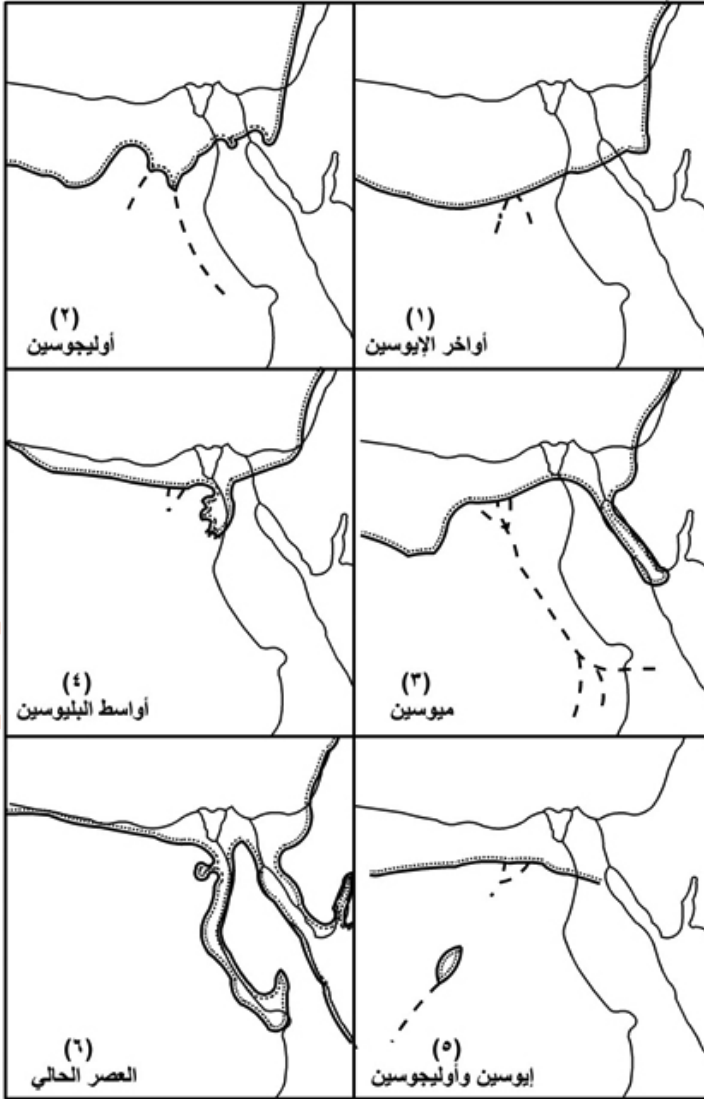 (١)
أواخر الإيوسين
(٢)
أوليجوسين
(٣)
ميوسين
(٤)
أواسط البليوسين
(٥)
إيوسين وأوليجوسين
(٦)
العصر الحالي